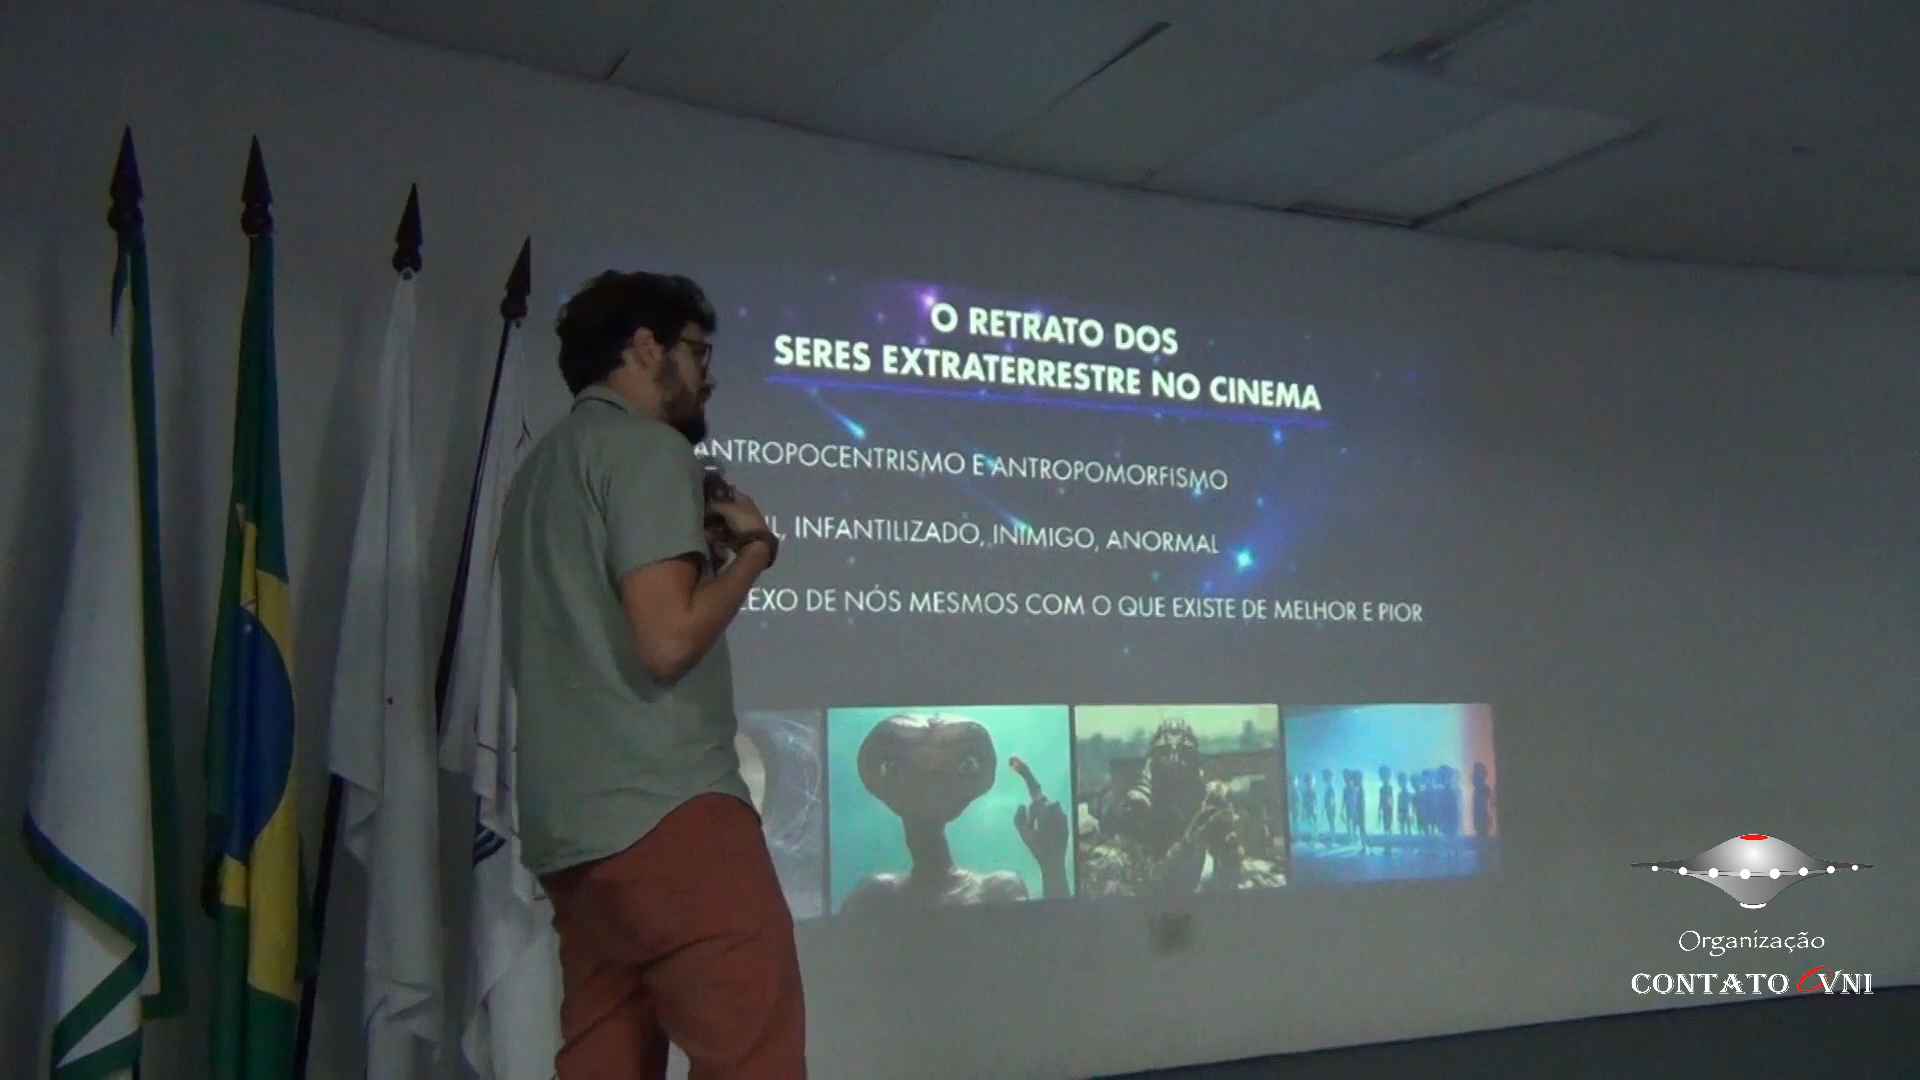 O RETRATO DOS
SERES EXTRATERRESTRE NO CINEMA
ANTROPOCENTRISMO E ANTROPOMORFISMO
INFANTILIZADO, INIMIGO, ANORMAL
DE NÓS MESMOS COM O QUE EXISTE DE MELHOR E PIOR
Organização
CONTATO OVNI